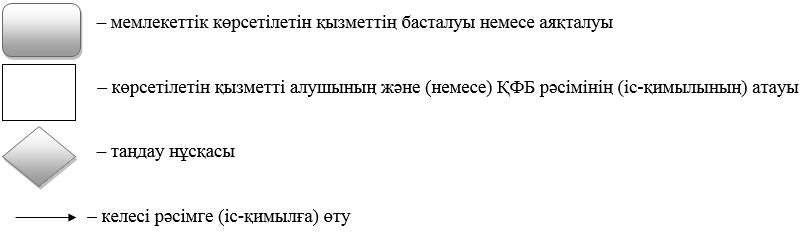 – мемлекеттік көрсетілетін қызметтің басталуы немесе аяқталуы
– көрсетілетін қызметті алушының және (немесе) ҚФБ рәсімінің (іс-қимылының) атауы
– тандау нұсқасы
– келесі рәсімге (іс-қимылға) өту